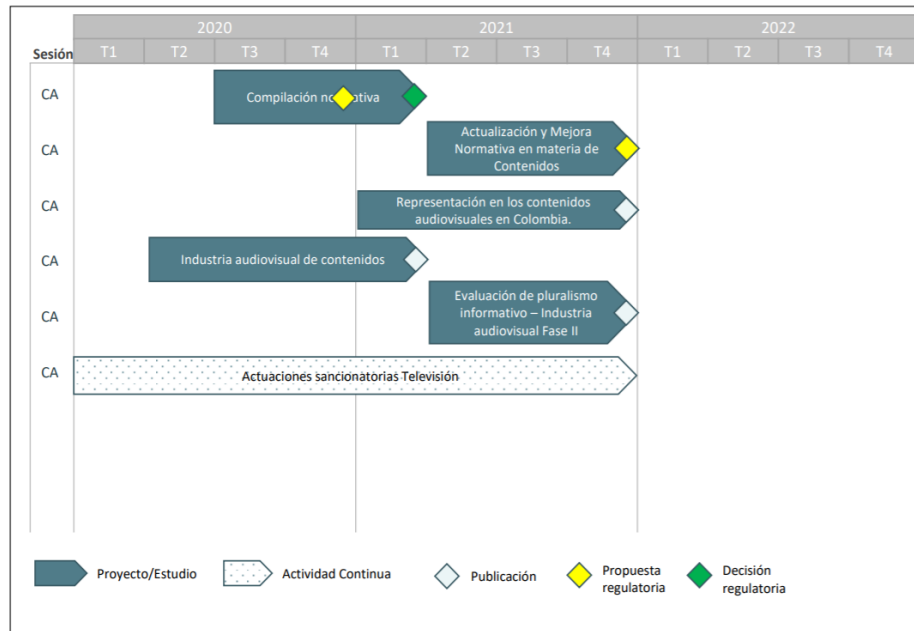 2020 2021 2022
Sesión T1 T2 T3 T4 T1 T2 T3 T4 T1 T2 T3 T4
CA Compilación normativa
CA Actualización y Mejora
Normativa en materia de
Contenidos
CA Representación en los contenidos
audiovisuales en Colombia.
CA Industria audiovisual de contenidos
CA Evaluación de pluralismo
informativo – Industria
audiovisual Fase II
CA Actuaciones sancionatorias Televisión
Proyecto/Estudio Actividad Continua Publicación Propuesta
regulatoria Decisión
regulatoria